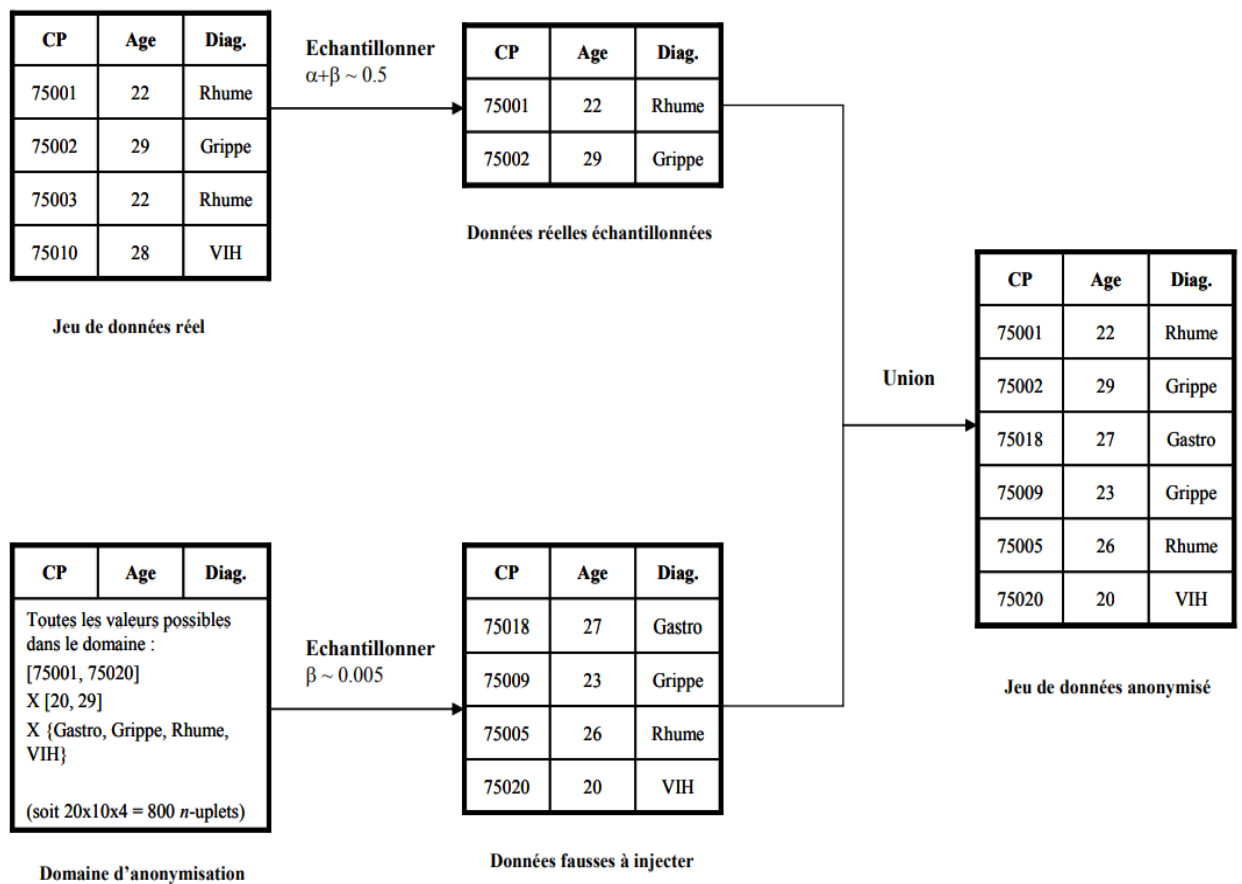 CP Age Diag.
75001 22 Rhume
75002 29 Grippe
75003 22 Rhume
75010 28 VIH
Jeu de données réel
Echantillonner
α+β ~ 0.5
CP Age Diag.
75001 22 Rhume
75002 29 Grippe
Données réelles échantillonnées
CP Age Diag.
Toutes les valeurs possibles
dans le domaine :
[75001, 75020]
X [20, 29]
X {Gastro, Grippe, Rhume,
VIH}
(soit 20x10x4 = 800 n-uplets)
Domaine d'anonymisation
Echantillonner
β ~ 0.005
CP Age Diag.
75018 27 Gastro
75009 23 Grippe
75005 26 Rhume
75020 20 VIH
Données fausses à injecter
Union
CP Age Diag.
75001 22 Rhume
75002 29 Grippe
75018 27 Gastro
75009 23 Grippe
75005 26 Rhume
75020 20 VIH
Jeu de données anonymisé